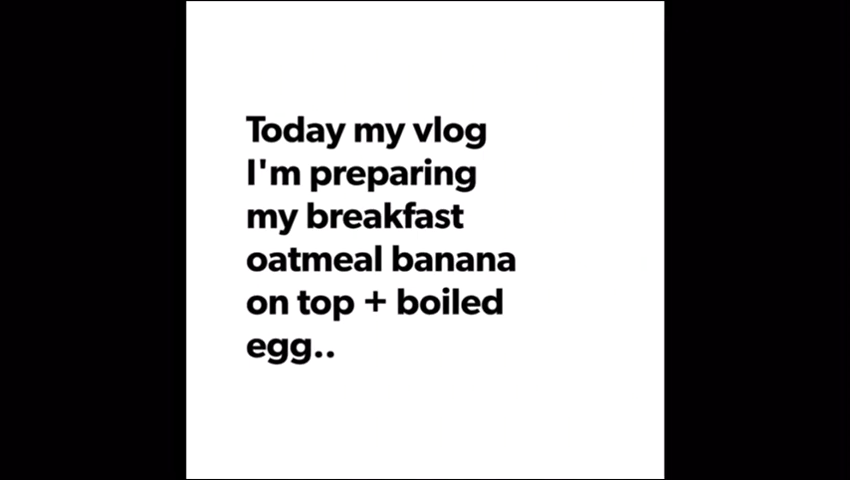 Today my vlog
I'm preparing
my breakfast
oatmeal banana
on top + boiled
egg..